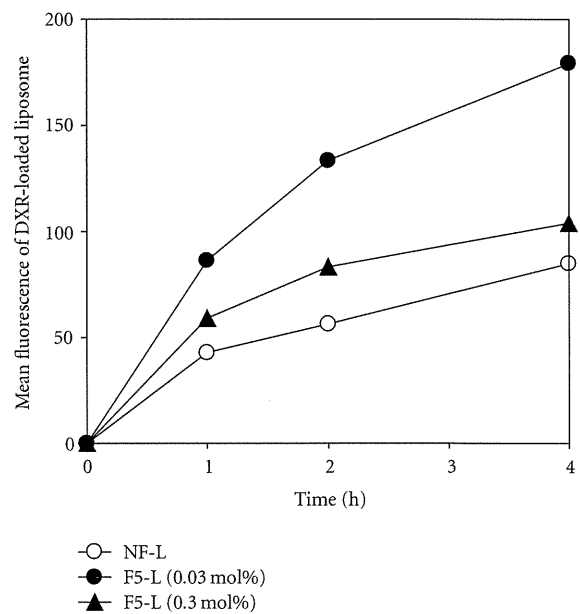 200
150
100
50
0
Mean fluorescence of DXR-loaded liposome
0 1 2 3 4
Time (h)
NF-L
F5-L (0.03 mol%)
F5-L (0.3 mol%)